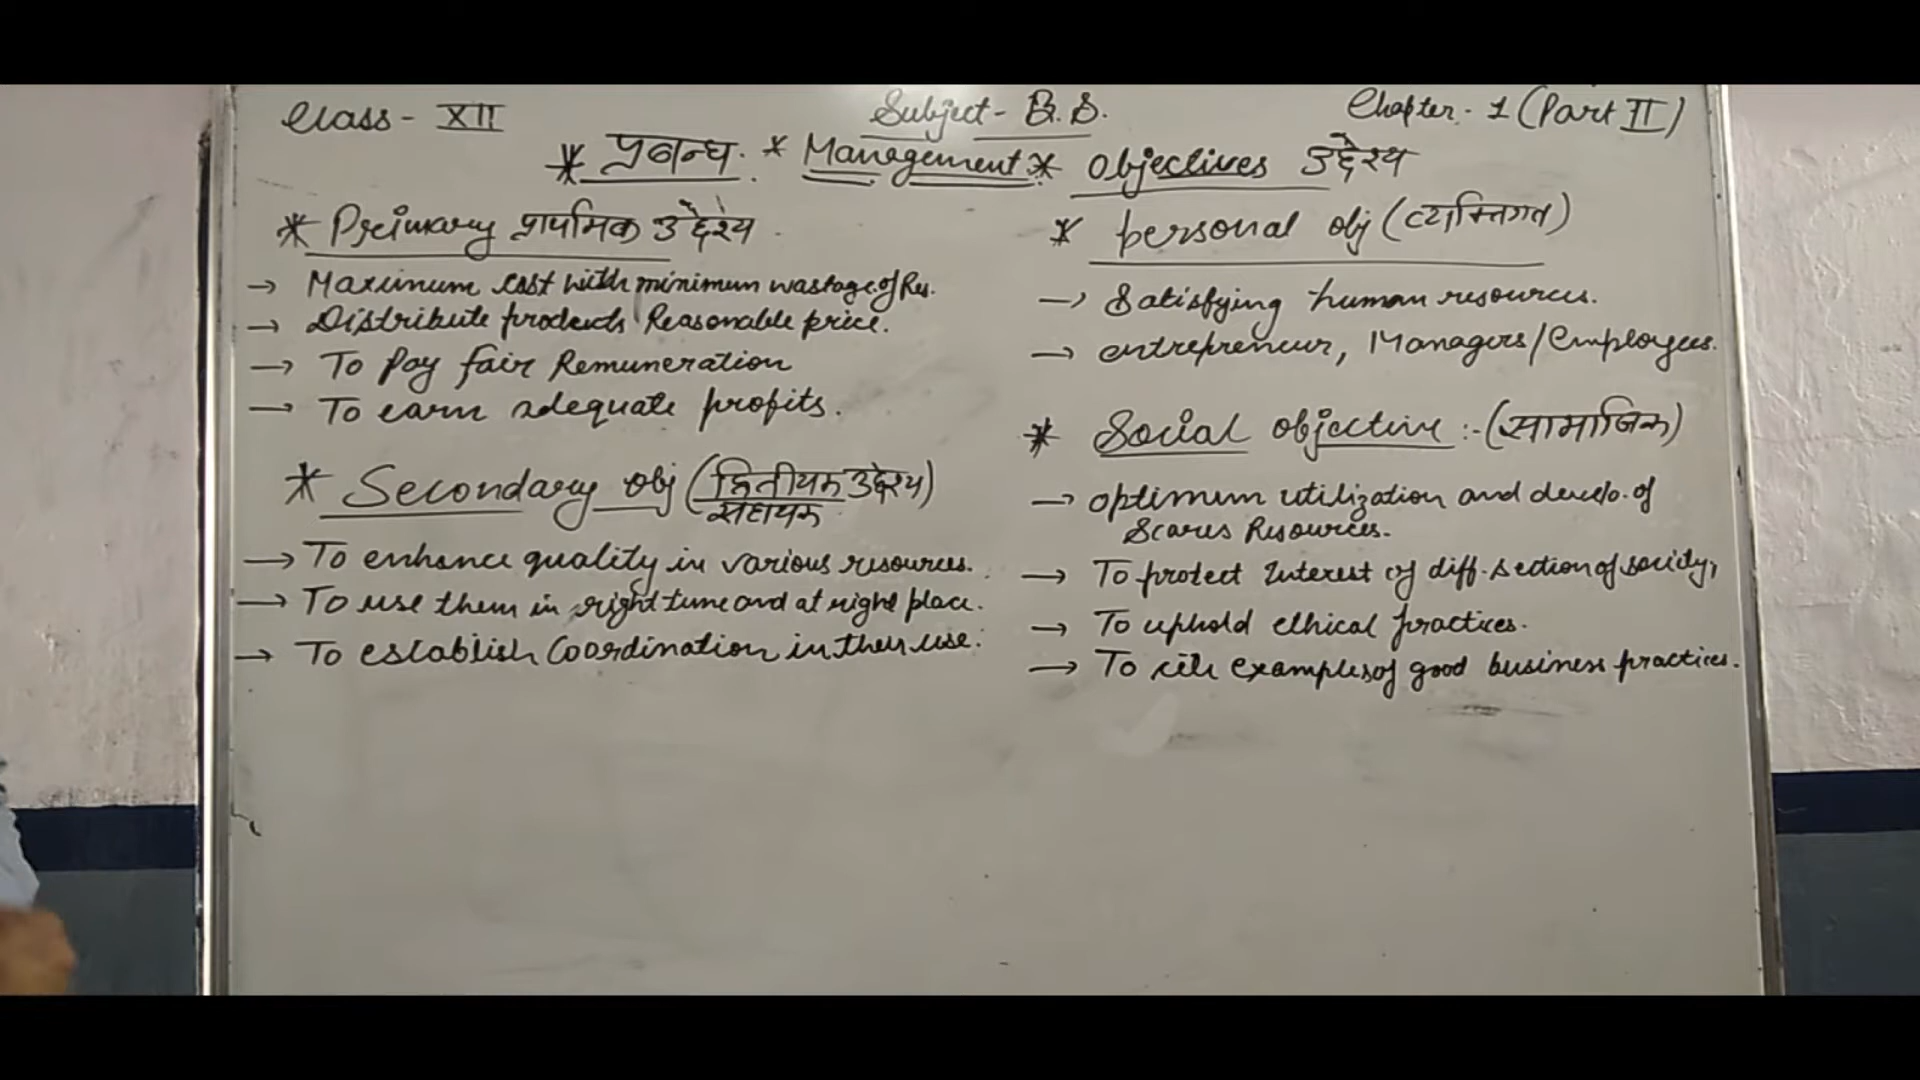 Class - XII
Subject - B.S.
Chapter - 1 (Part II)
* प्रबन्ध. * Management * Objectives उद्देश्य
* Primary प्राथमिक उद्देश्य
→ Maximum cost with minimum wastage of Res.
→ Distribute products Reasonable price.
→ To Pay fair Remuneration
→ To earn adequate profits.
* Secondary obj (द्वितीयक उद्देश्य)
सहायक
→ To enhance quality in various resources.
→ To use them in right time and at right place.
→ To establish Coordination in their use.
* personal obj (व्यक्तिगत)
→ Satisfying human resources.
→ entrepreneur, Managers/Employees.
* Social objective :- (सामाजिक)
→ optimum utilization and develo. of
Scares Resources.
→ To protect Interest of diff. section of society,
→ To uphold ethical practices.
→ To cite examples of good business practices.